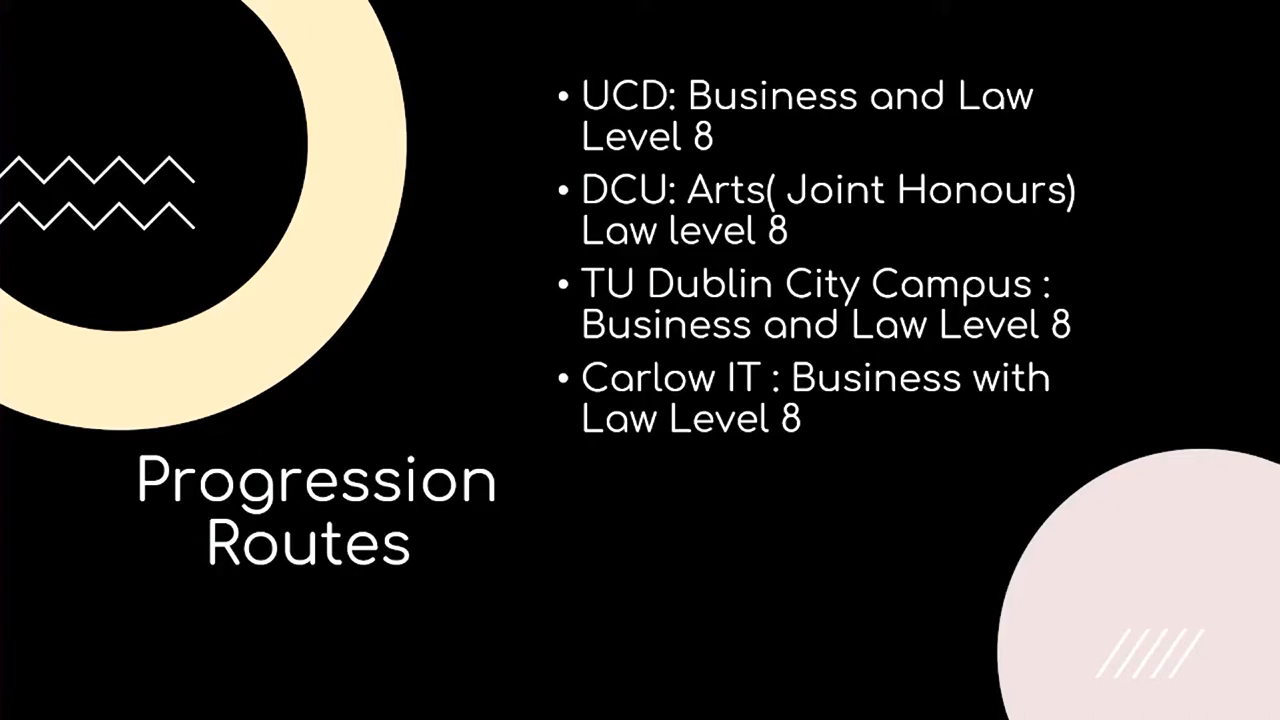 • UCD: Business and Law
Level 8
• DCU: Arts( Joint Honours)
Law level 8
• TU Dublin City Campus :
Business and Law Level 8
• Carlow IT : Business with
Law Level 8
Progression
Routes